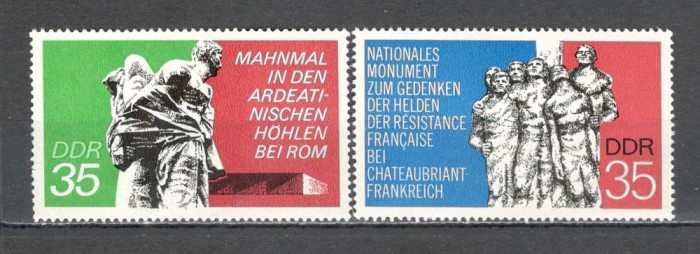 MAHNMAL
IN DEN
ARDEATI-
NISCHEN
HÖHLEN
BEI ROM
DDR
35
NATIONALES
MONUMENT
ZUM GEDENKEN
DER HELDEN
DER RÉSISTANCE
FRANÇAISE
BEI
CHATEAUBRIANT-
FRANKREICH
DDR
35